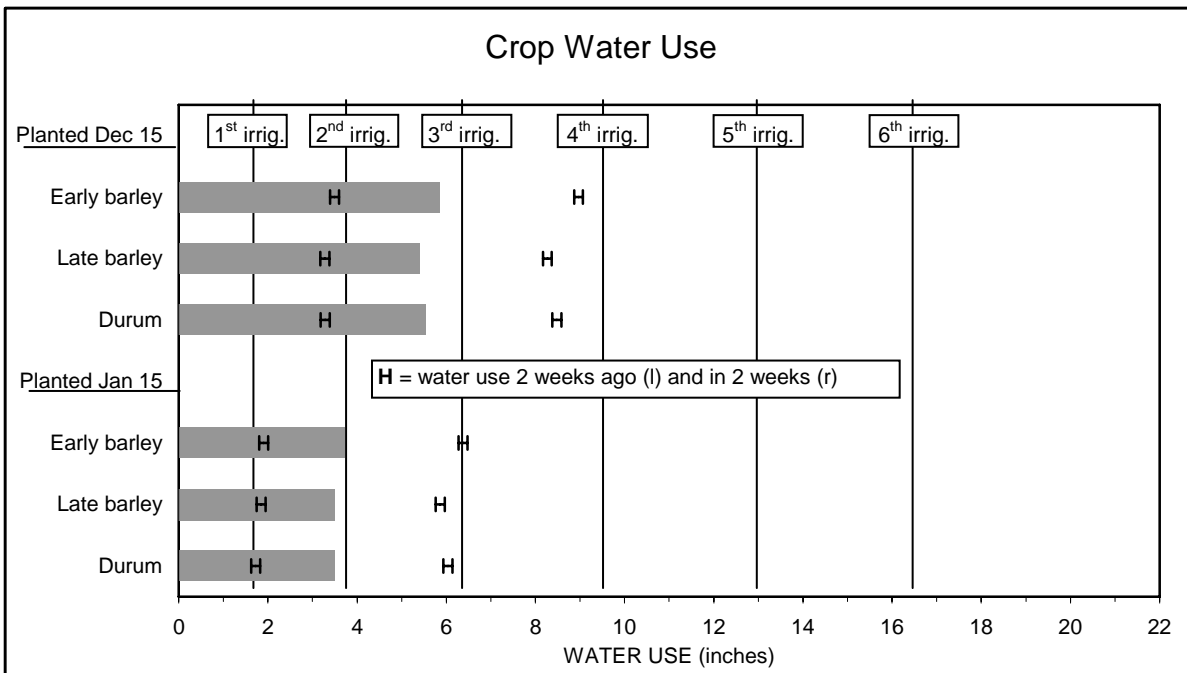 Crop Water Use
Planted Dec 15
1st irrig. 2nd irrig. 3rd irrig. 4th irrig. 5th irrig. 6th irrig.
Early barley
H H
Late barley
H H
Durum
H H
Planted Jan 15
H = water use 2 weeks ago (l) and in 2 weeks (r)
Early barley
H H
Late barley
H H
Durum
H H
0 2 4 6 8 10 12 14 16 18 20 22
WATER USE (inches)